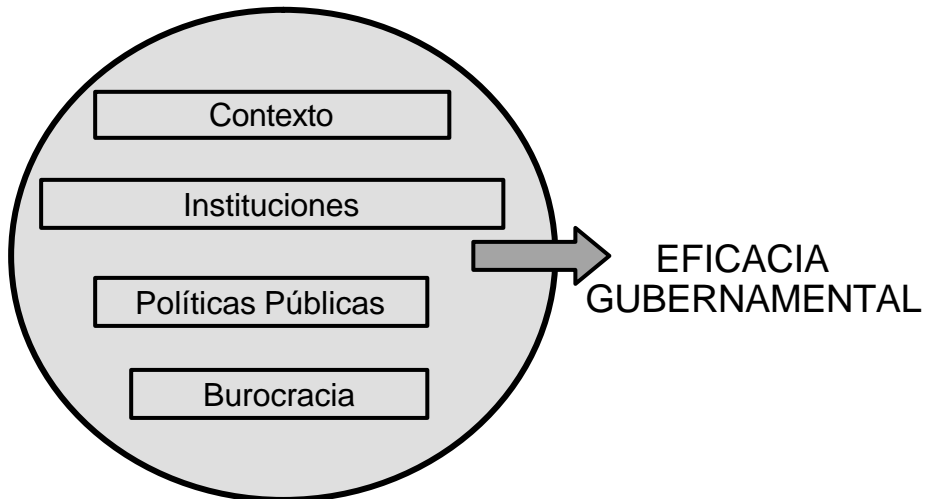 Contexto
Instituciones
Políticas Públicas
Burocracia
EFICACIA
GUBERNAMENTAL